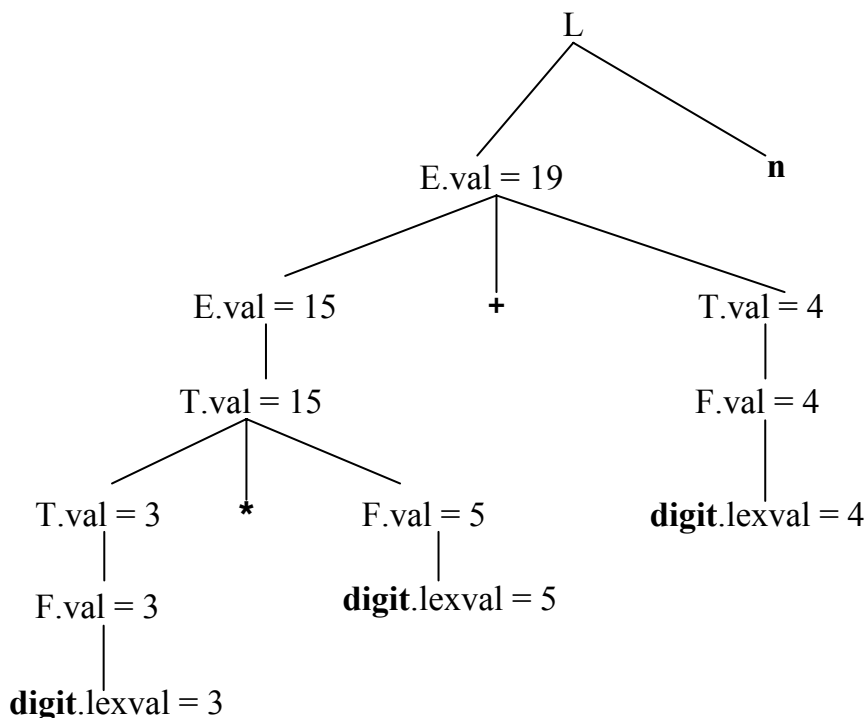 L
E.val = 19
n
E.val = 15
+
T.val = 4
T.val = 15
F.val = 4
T.val = 3
*
F.val = 5
digit.lexval = 4
F.val = 3
digit.lexval = 5
digit.lexval = 3